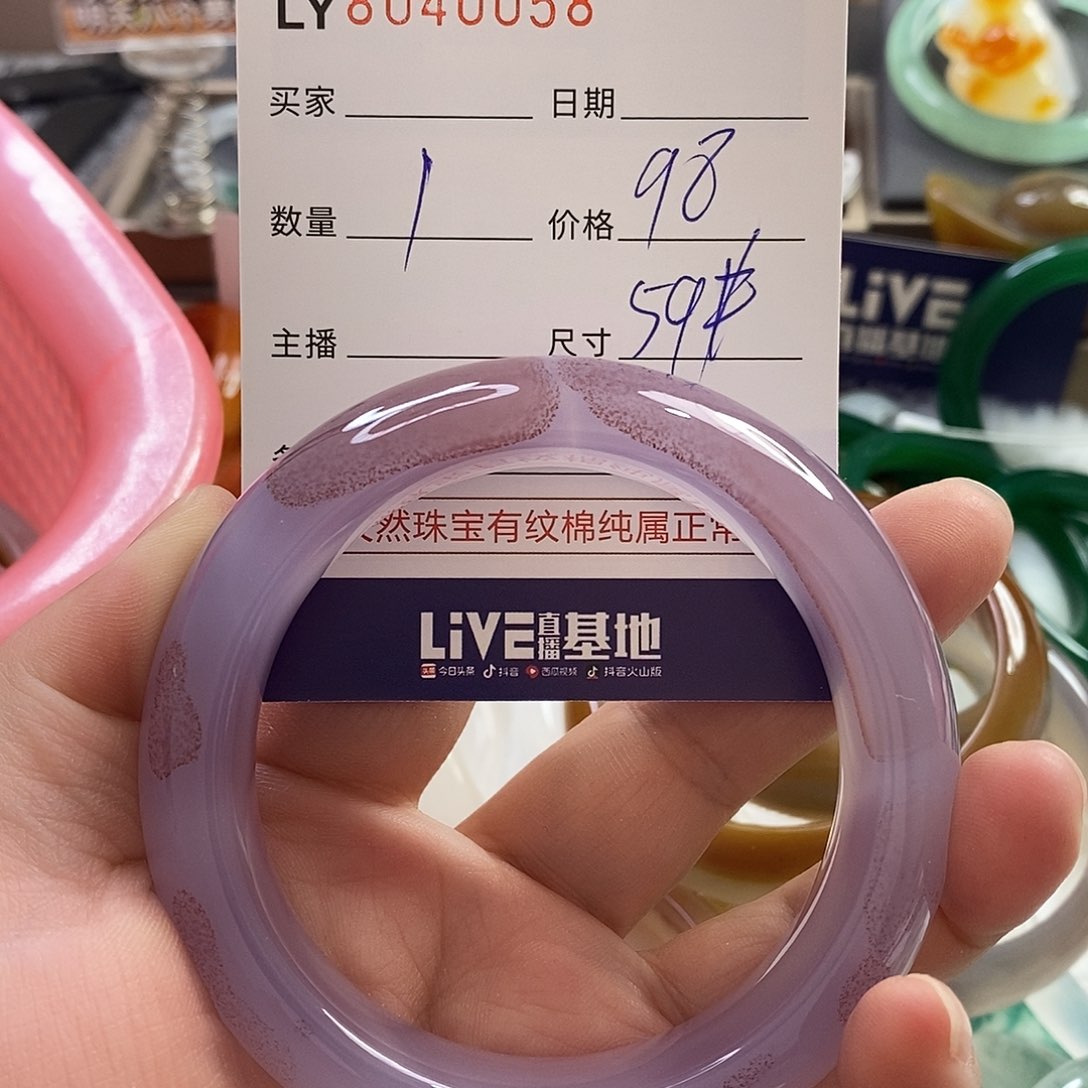 LY8040058
买家 日期
数量 1 价格 98
主播 尺寸 59#
然珠宝有纹棉纯属正常
LiVE直播基地
今日头条 抖音 西瓜视频 抖音火山版
LiVE